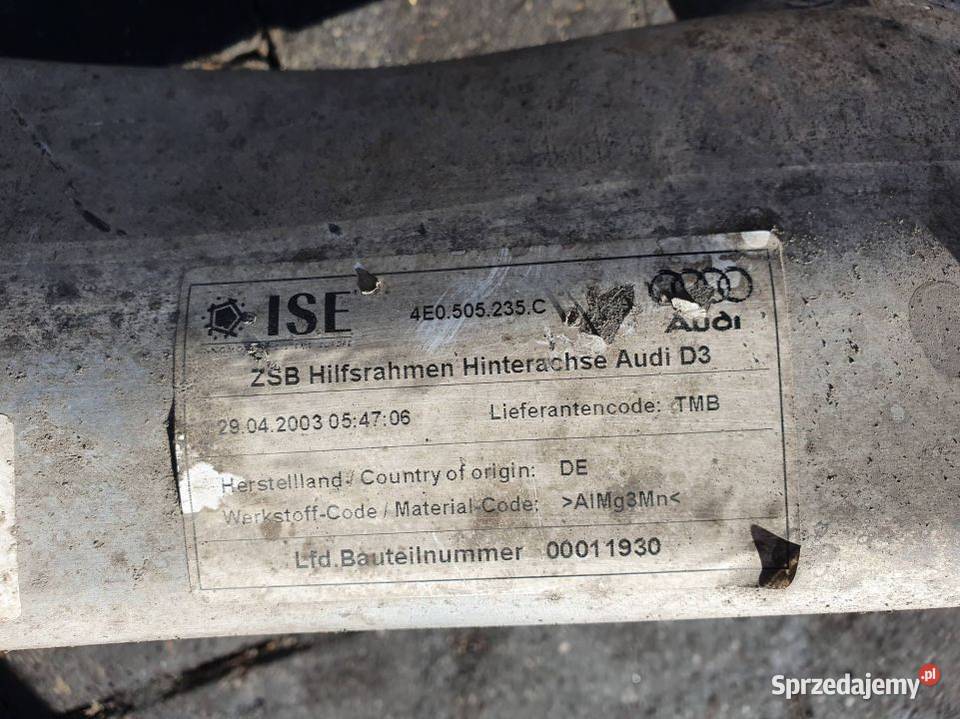 ISE 4E0.505.235.C
Audi
ZSB Hilfsrahmen Hinterachse Audi D3
29.04.2003 05:47:06 Lieferantencode: TMB
Herstellland / Country of origin: DE
Werkstoff-Code / Material-Code: >AlMg3Mn<
Lfd.Bauteilnummer 00011930
Sprzedajemy.pl